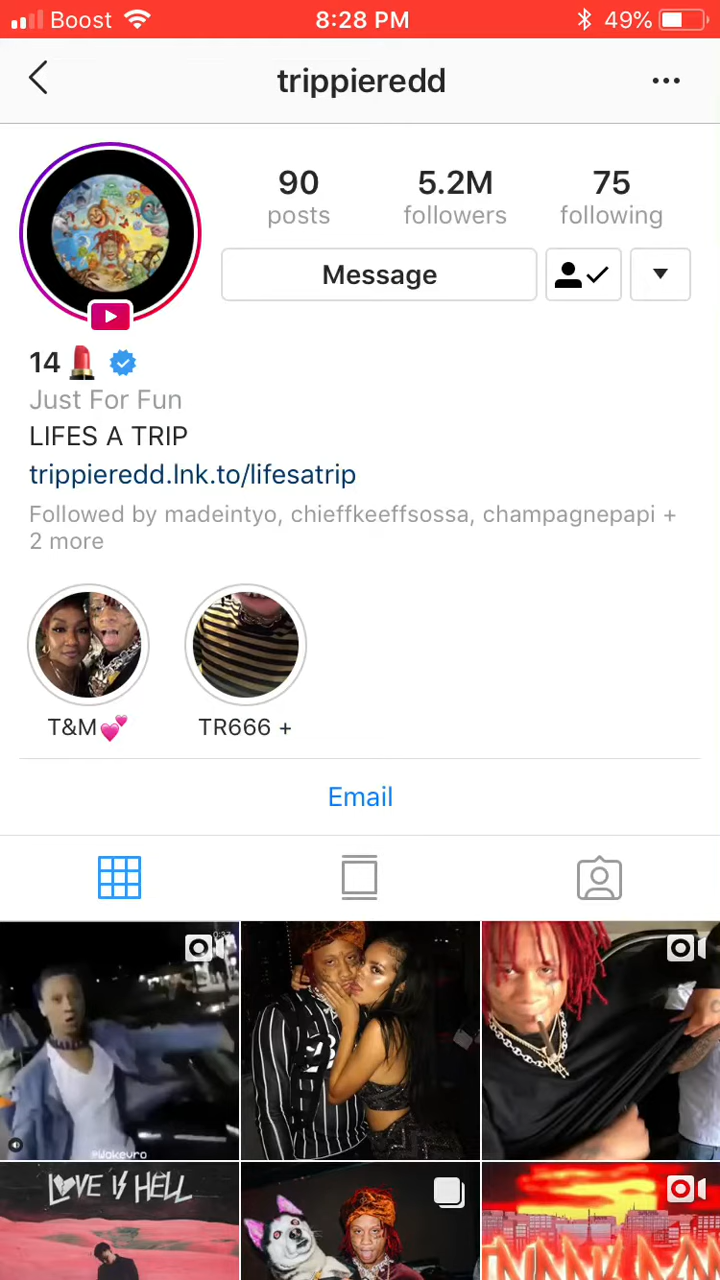 Boost 8:28 PM 49%
trippieredd
90 5.2M 75
posts followers following
Message
14
Just For Fun
LIFES A TRIP
trippieredd.lnk.to/lifesatrip
Followed by madeintyo, chieffkeeffsossa, champagnepapi +
2 more
T&M💕 TR666 +
Email
@Wokevro
LOVE IS HELL